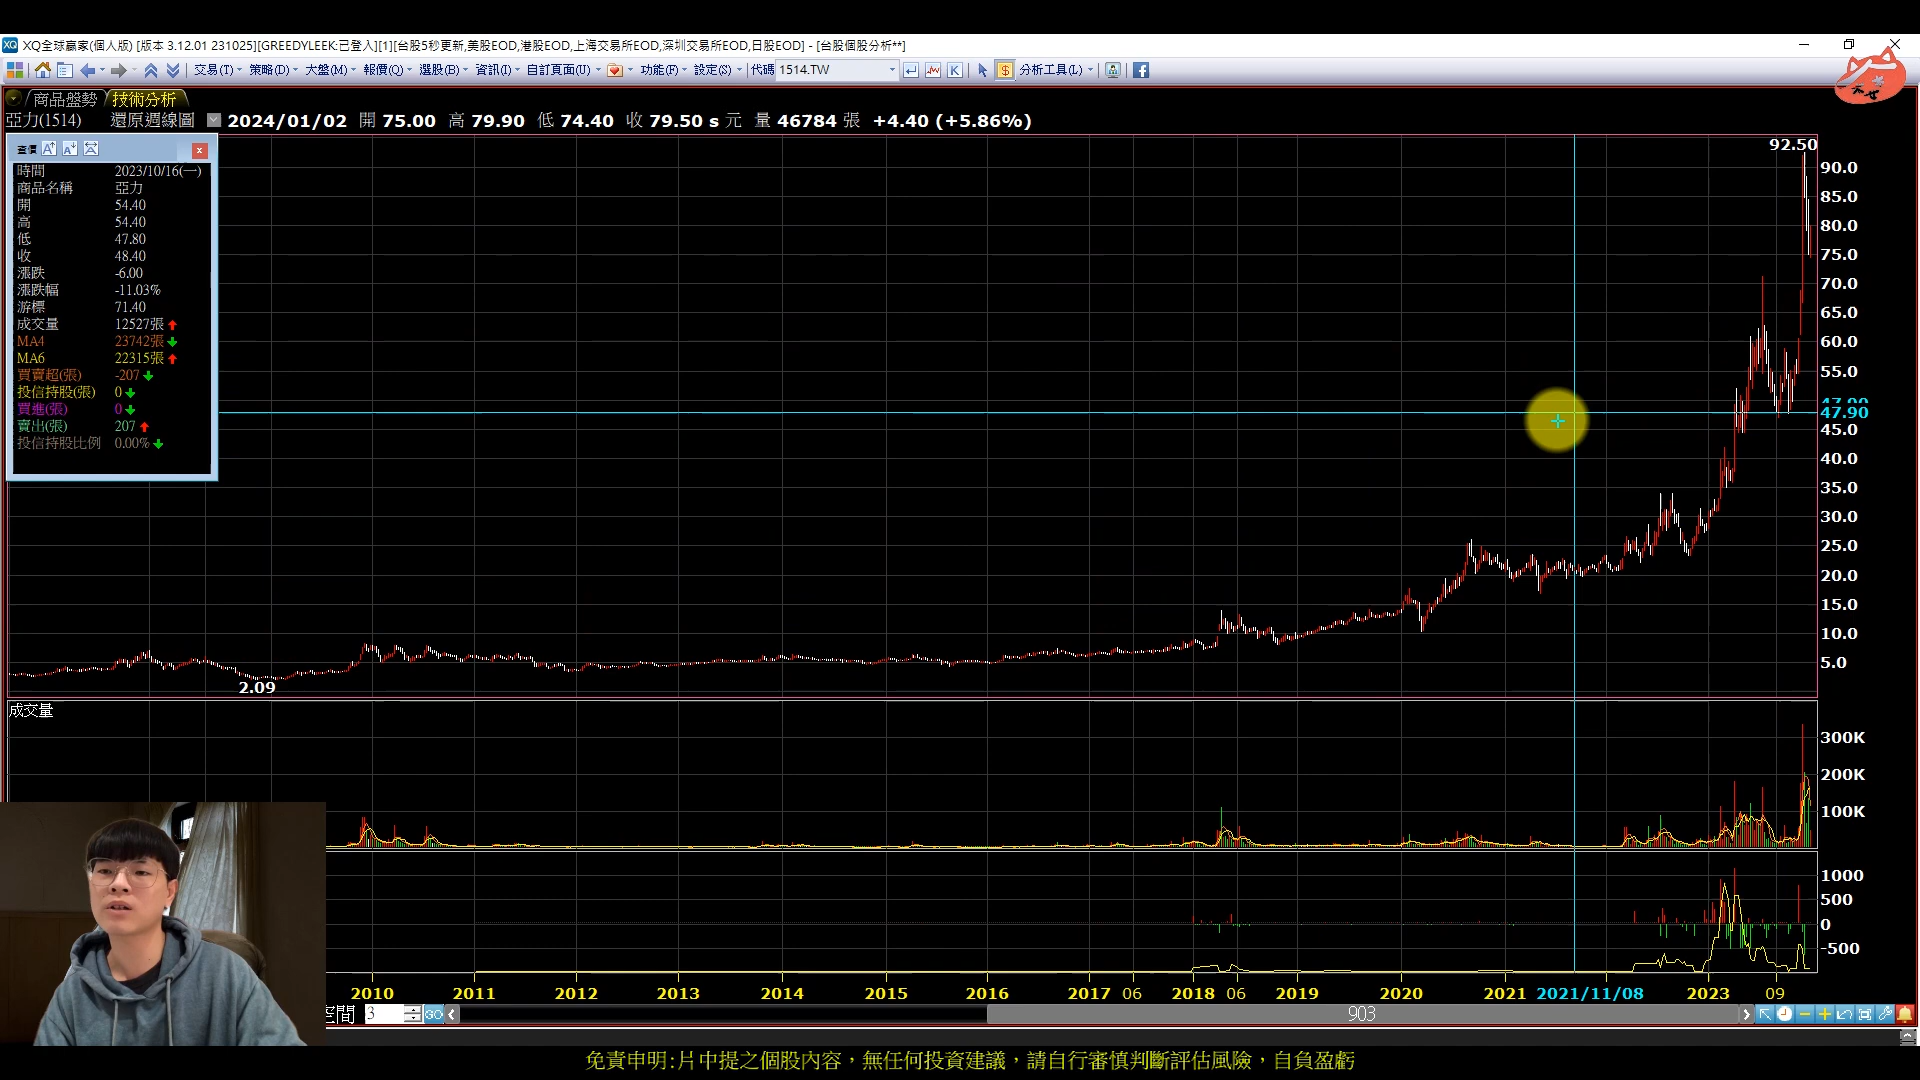 XQ全球贏家(個人版) [版本 3.12.01 231025][GREEDYLEEK:已登入][1][台股5秒更新,美股EOD,港股EOD,上海交易所EOD,深圳交易所EOD,日股EOD] - [台股個股分析**]
交易(T) 策略(D) 大盤(M) 報價(Q) 選股(B) 資訊(I) 自訂頁面(U) 功能(F) 設定(S) 代碼 1514.TW K $ 分析工具(L)
商品盤勢 技術分析
亞力(1514) 還原週線圖 2024/01/02 開 75.00 高 79.90 低 74.40 收 79.50 s 元 量 46784 張 +4.40 (+5.86%)
查價
時間 2023/10/16(一)
商品名稱 亞力
開 54.40
高 54.40
低 47.80
收 48.40
漲跌 -6.00
漲跌幅 -11.03%
游標 71.40
成交量 12527張
MA4 23742張
MA6 22315張
買賣超(張) -207
投信持股(張) 0
買進(張) 0
賣出(張) 207
投信持股比例 0.00%
92.50
90.0
85.0
80.0
75.0
70.0
65.0
60.0
55.0
47.90
45.0
40.0
35.0
30.0
25.0
20.0
15.0
10.0
5.0
2.09
成交量
300K
200K
100K
1000
500
0
-500
2010 2011 2012 2013 2014 2015 2016 2017 06 2018 06 2019 2020 2021 2021/11/08 2023 09
空間 3 GO 903
免責申明:片中提之個股內容，無任何投資建議，請自行審慎判斷評估風險，自負盈虧